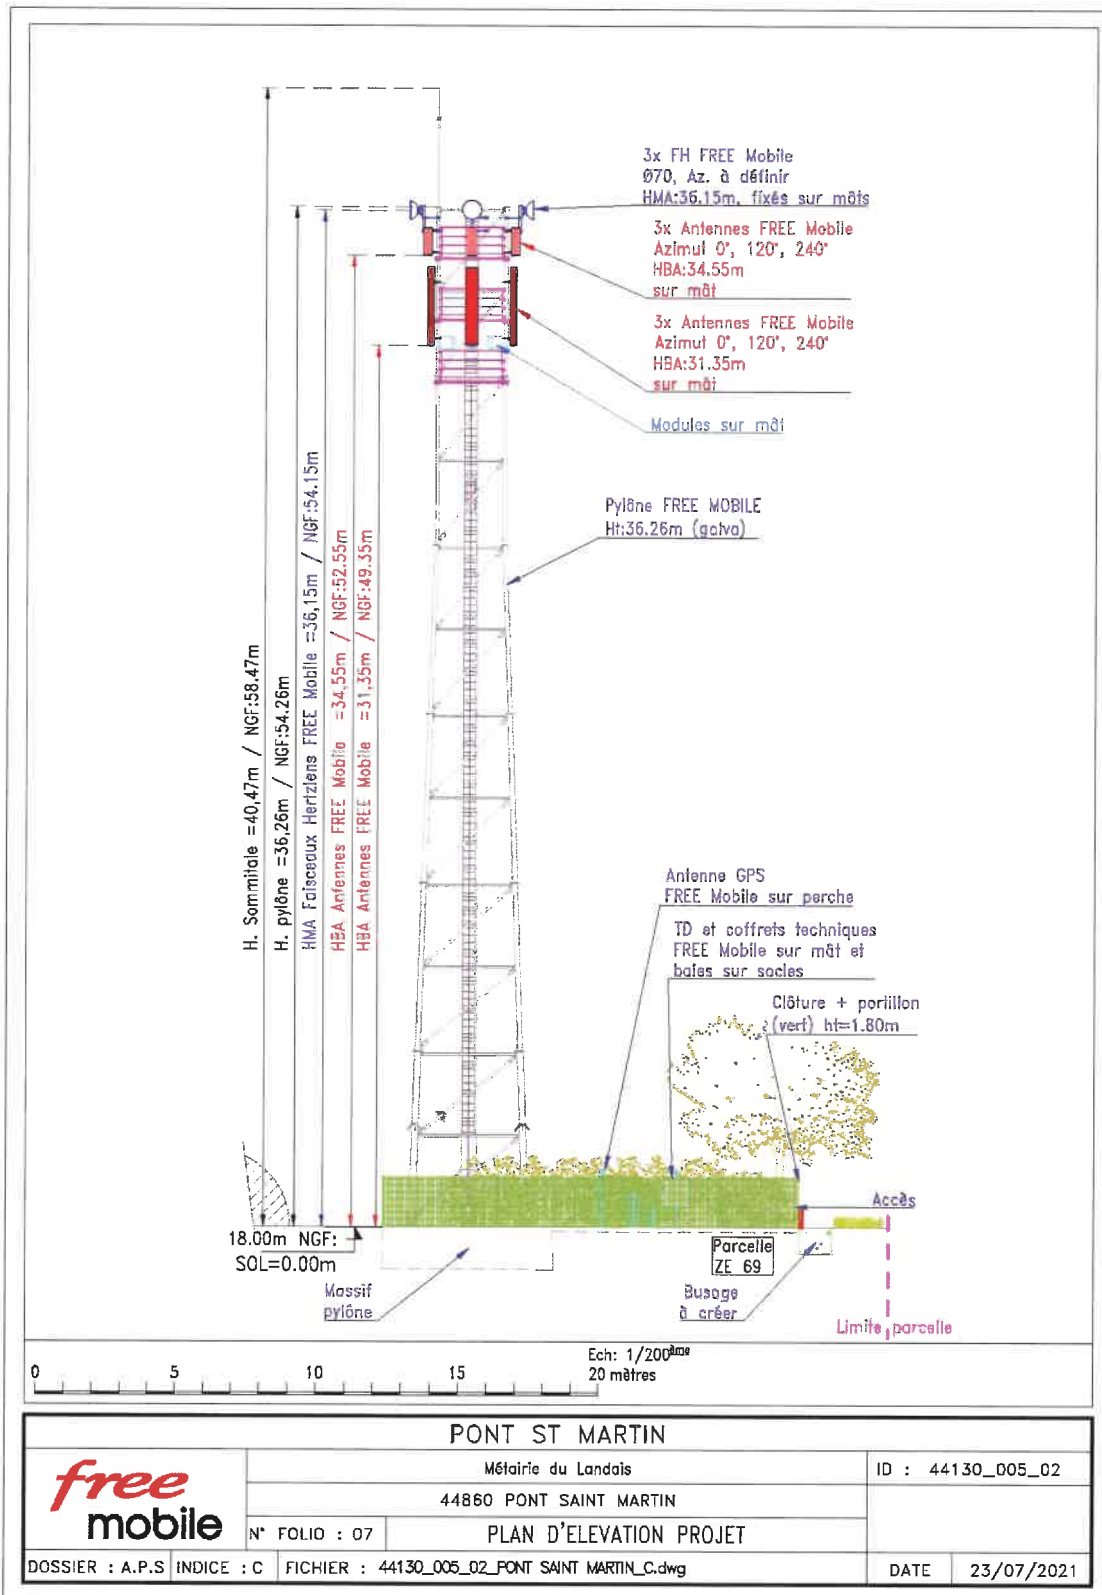 3x FH FREE Mobile
Ø70, Az. à définir
HMA:36.15m, fixés sur mâts
3x Antennes FREE Mobile
Azimut 0°, 120°, 240°
HBA:34.55m
sur mât
3x Antennes FREE Mobile
Azimut 0°, 120°, 240°
HBA:31.35m
sur mât
Modules sur mât
Pylône FREE MOBILE
Ht:36.26m (galva)
H. Sommitale =40,47m / NGF:58.47m
H. pylône =36,26m / NGF:54.26m
HMA Faisceaux Hertziens FREE Mobile =36,15m / NGF:54.15m
HBA Antennes FREE Mobile =34,55m / NGF:52.55m
HBA Antennes FREE Mobile =31,35m / NGF:49.35m
Antenne GPS
FREE Mobile sur perche
TD et coffrets techniques
FREE Mobile sur mât et
baies sur socles
Clôture + portillon
(vert) ht=1.80m
Accès
18.00m NGF:
SOL=0.00m
Massif
pylône
Parcelle
ZE 69
Busage
à créer
Limite parcelle
Ech: 1/200ème
0 5 10 15 20 mètres
PONT ST MARTIN
free
mobile
Métairie du Landais
ID : 44130_005_02
44860 PONT SAINT MARTIN
N° FOLIO : 07
PLAN D'ELEVATION PROJET
DOSSIER : A.P.S
INDICE : C
FICHIER : 44130_005_02_PONT SAINT MARTIN_C.dwg
DATE
23/07/2021